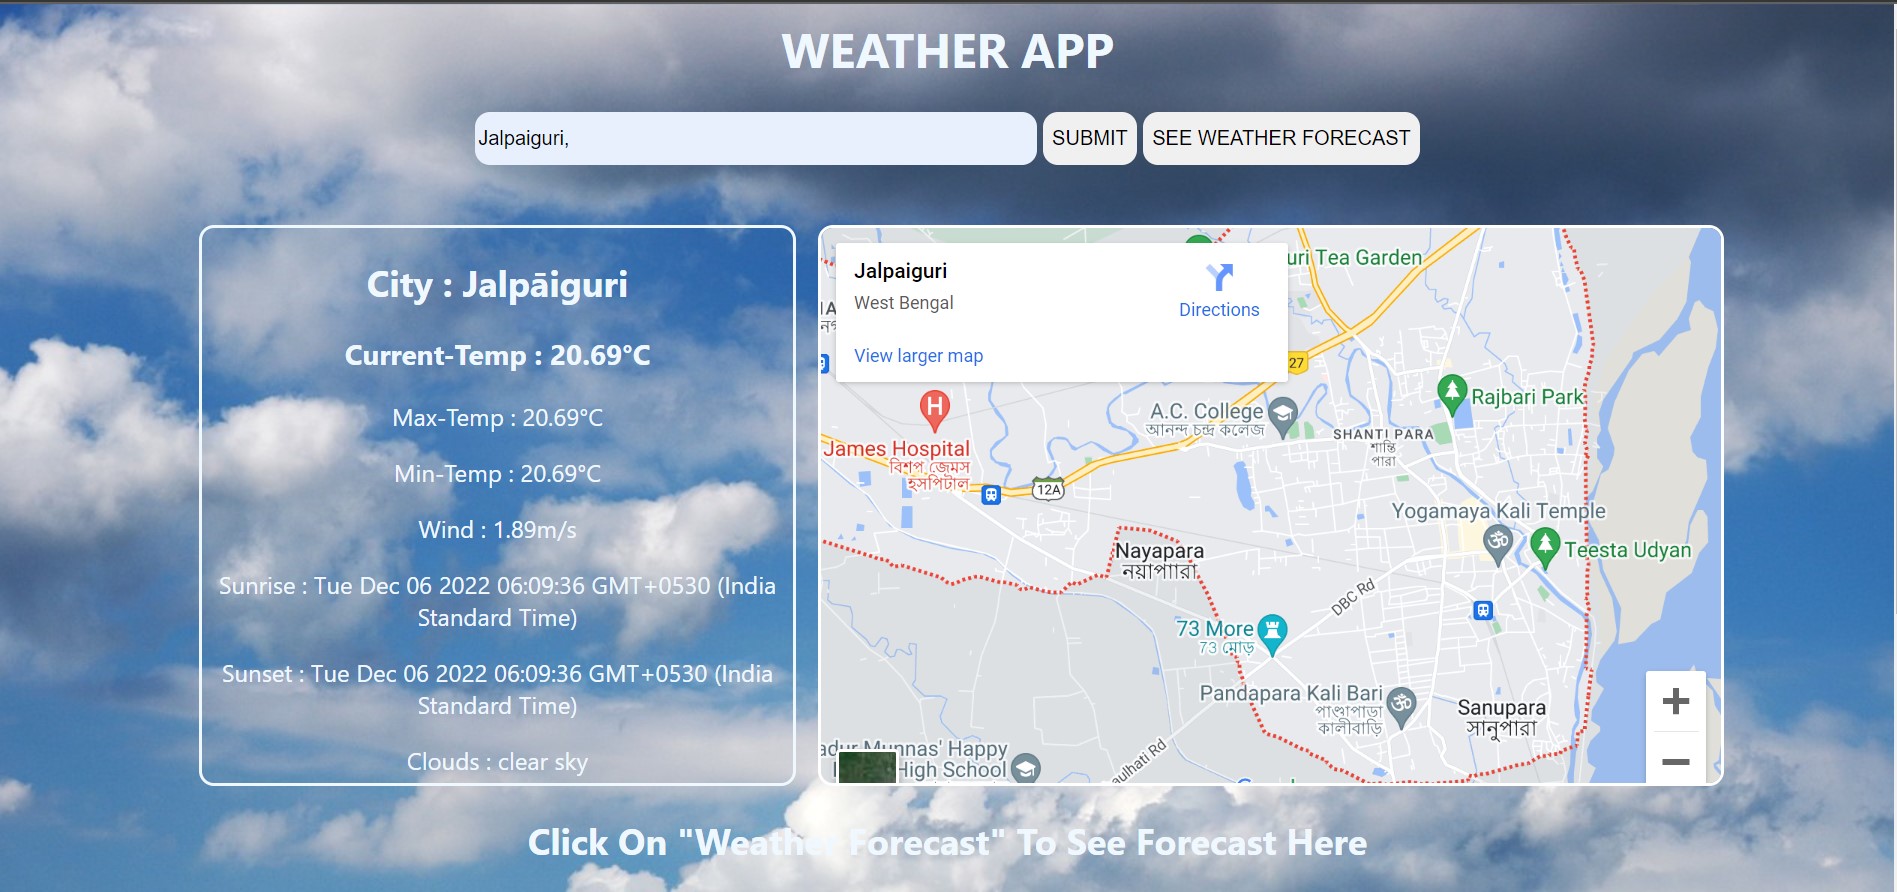 WEATHER APP
Jalpaiguri,
SUBMIT
SEE WEATHER FORECAST
City : Jalpāiguri
Current-Temp : 20.69°C
Max-Temp : 20.69°C
Min-Temp : 20.69°C
Wind : 1.89m/s
Sunrise : Tue Dec 06 2022 06:09:36 GMT+0530 (India
Standard Time)
Sunset : Tue Dec 06 2022 06:09:36 GMT+0530 (India
Standard Time)
Clouds : clear sky
Jalpaiguri
West Bengal
Directions
View larger map
uri Tea Garden
27
Rajbari Park
A.C. College
আনন্দ চন্দ্র কলেজ
SHANTI PARA
শান্তি
পারা
H
James Hospital
বিশপ জেমস
হসপিটাল
12A
Yogamaya Kali Temple
Teesta Udyan
Nayapara
নয়াপাারা
DBC Rd
73 More
73 মোড়
Pandapara Kali Bari
পাণ্ডাপাড়া
কালীবাড়ি
Sanupara
সানুপারা
adur Munnas' Happy
High School
aulhati Rd
+
−
Click On "Weather Forecast" To See Forecast Here